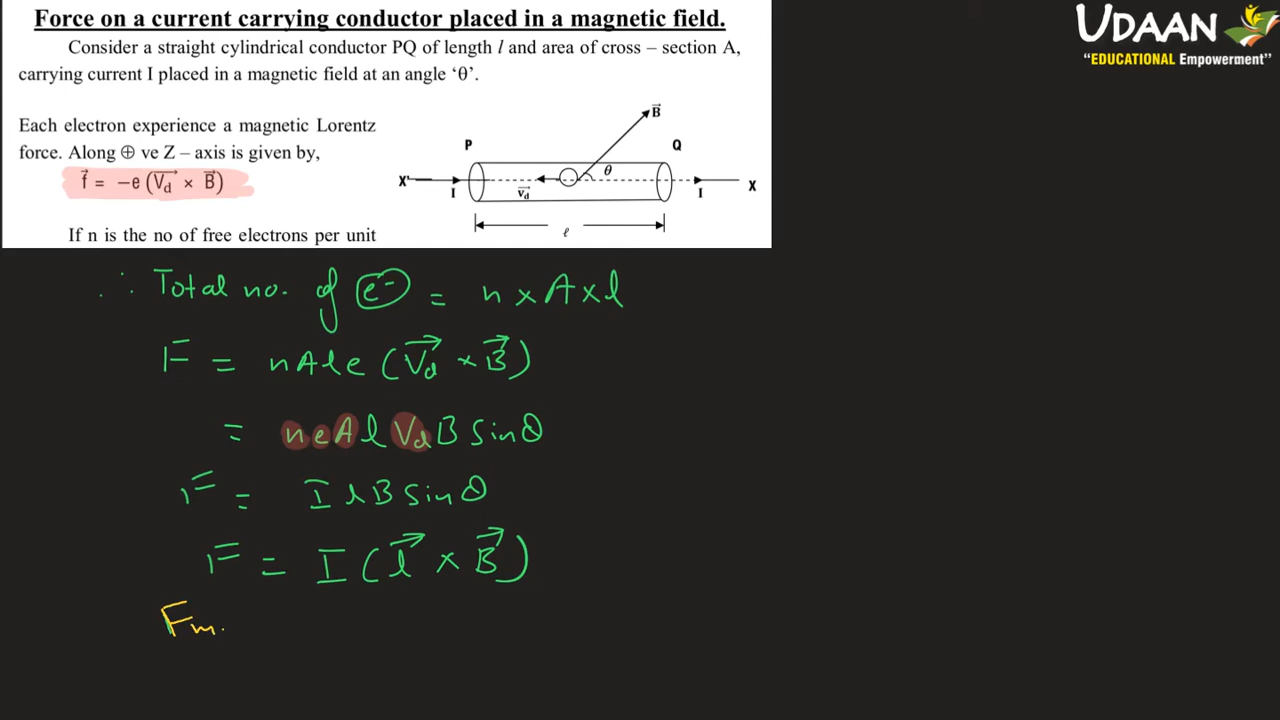 Force on a current carrying conductor placed in a magnetic field.
UDAAN
"EDUCATIONAL Empowerment"
Consider a straight cylindrical conductor PQ of length l and area of cross – section A,
carrying current I placed in a magnetic field at an angle 'θ'.
Each electron experience a magnetic Lorentz
force. Along ⊕ ve Z – axis is given by,
f⃗ = −e (V⃗d × B⃗)
If n is the no of free electrons per unit
B⃗
P
Q
θ
X'
I
v⃗d
I
X
ℓ
∴ Total no. of e- = n × A × l
F = nAle (V⃗d × B⃗)
= neAl Vd B Sinθ
F = IlB Sinθ
F = I (l⃗ × B⃗)
Fm.